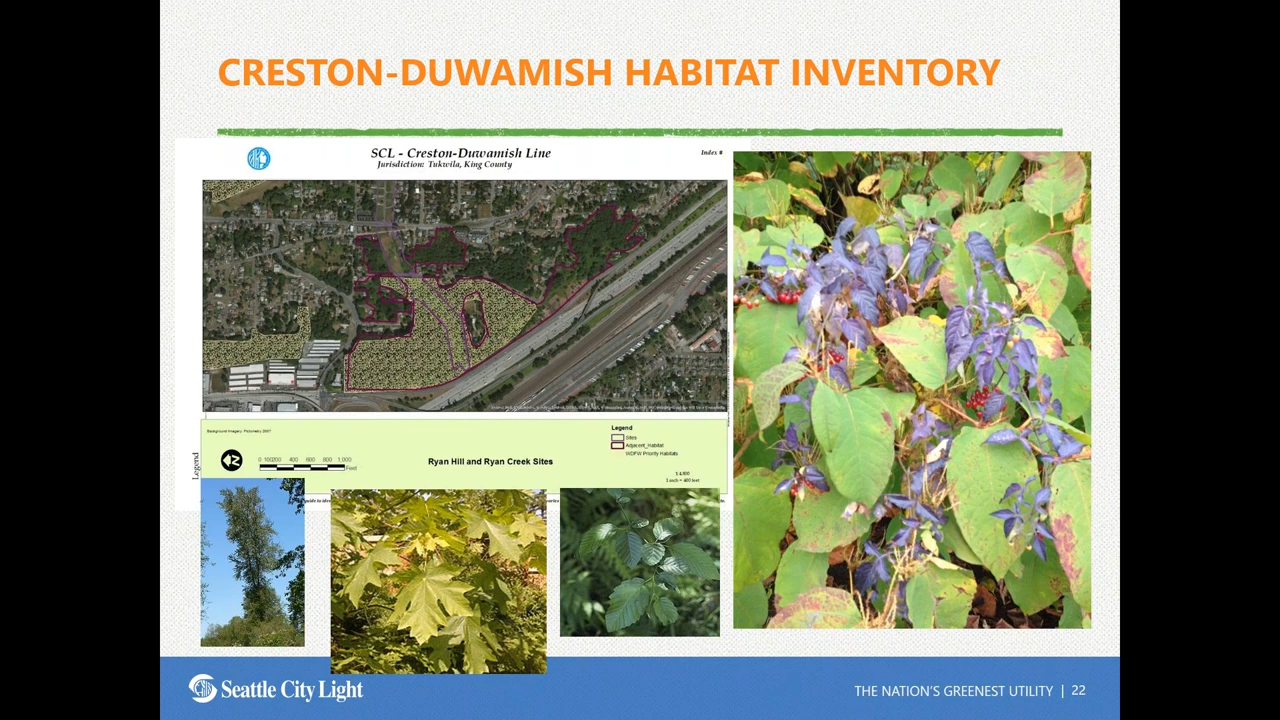 CRESTON-DUWAMISH HABITAT INVENTORY
SCL - Creston-Duwamish Line
Jurisdiction: Tukwila, King County
Index #
Background Imagery: Pictometry 2007
Legend
Sites
Adjacent_Habitat
WDFW Priority Habitats
Legend
0 100200 400 600 800 1,000
Feet
Ryan Hill and Ryan Creek Sites
1 inch = 400 feet
Seattle City Light
THE NATION'S GREENEST UTILITY | 22